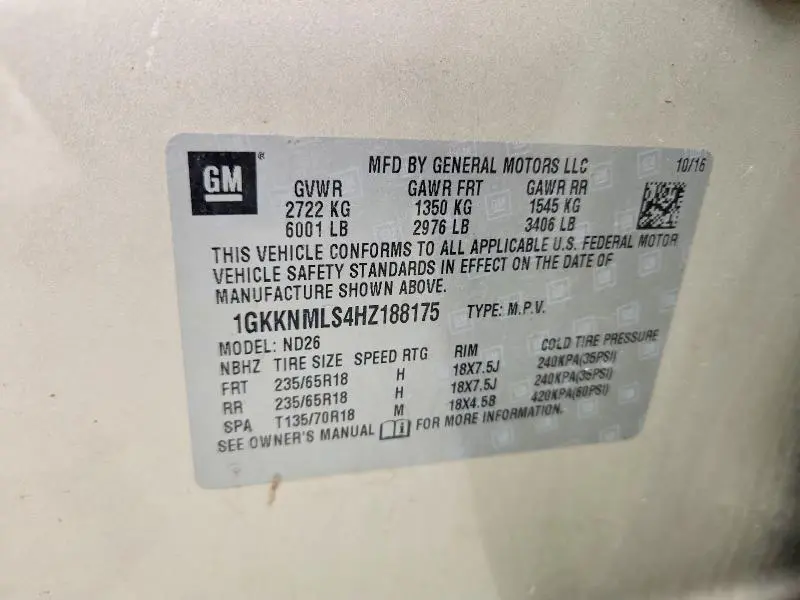 GM
MFD BY GENERAL MOTORS LLC 10/16
GVWR GAWR FRT GAWR RR
2722 KG 1350 KG 1545 KG
6001 LB 2976 LB 3406 LB
THIS VEHICLE CONFORMS TO ALL APPLICABLE U.S. FEDERAL MOTOR
VEHICLE SAFETY STANDARDS IN EFFECT ON THE DATE OF
MANUFACTURE SHOWN ABOVE.
1GKKNMLS4HZ188175 TYPE: M.P.V.
MODEL: ND26
NBHZ TIRE SIZE SPEED RTG RIM COLD TIRE PRESSURE
FRT 235/65R18 H 18X7.5J 240KPA(35PSI)
RR 235/65R18 H 18X7.5J 240KPA(35PSI)
SPA T135/70R18 M 18X4.5B 420KPA(60PSI)
SEE OWNER'S MANUAL FOR MORE INFORMATION.